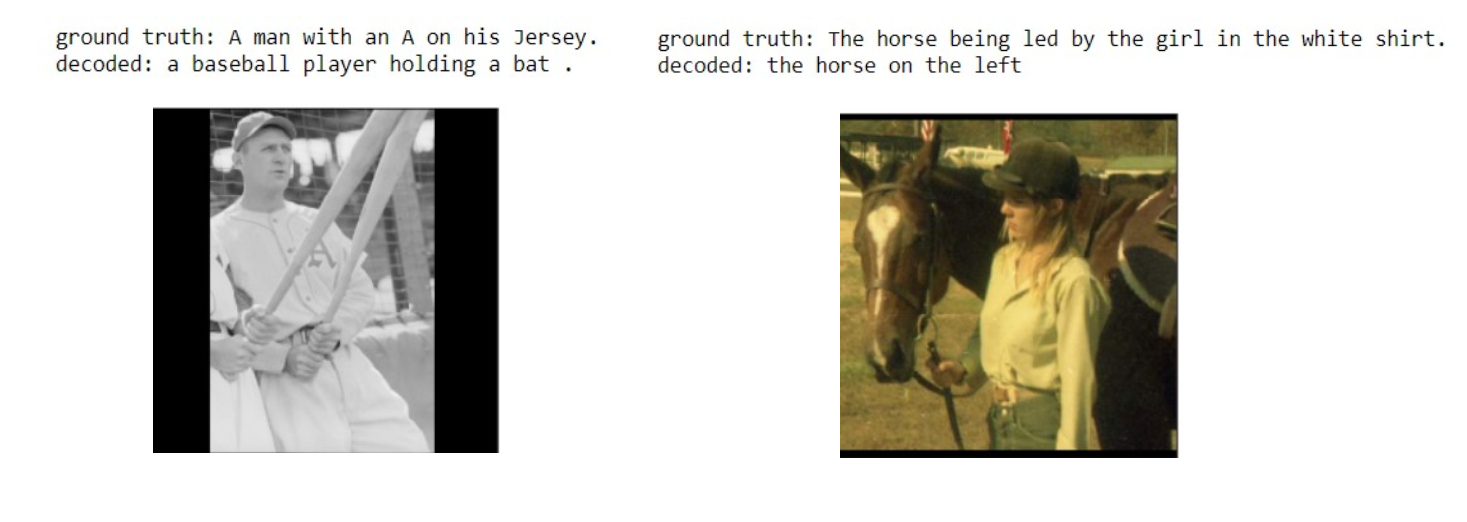 ground truth: A man with an A on his Jersey.
decoded: a baseball player holding a bat .
ground truth: The horse being led by the girl in the white shirt.
decoded: the horse on the left
A